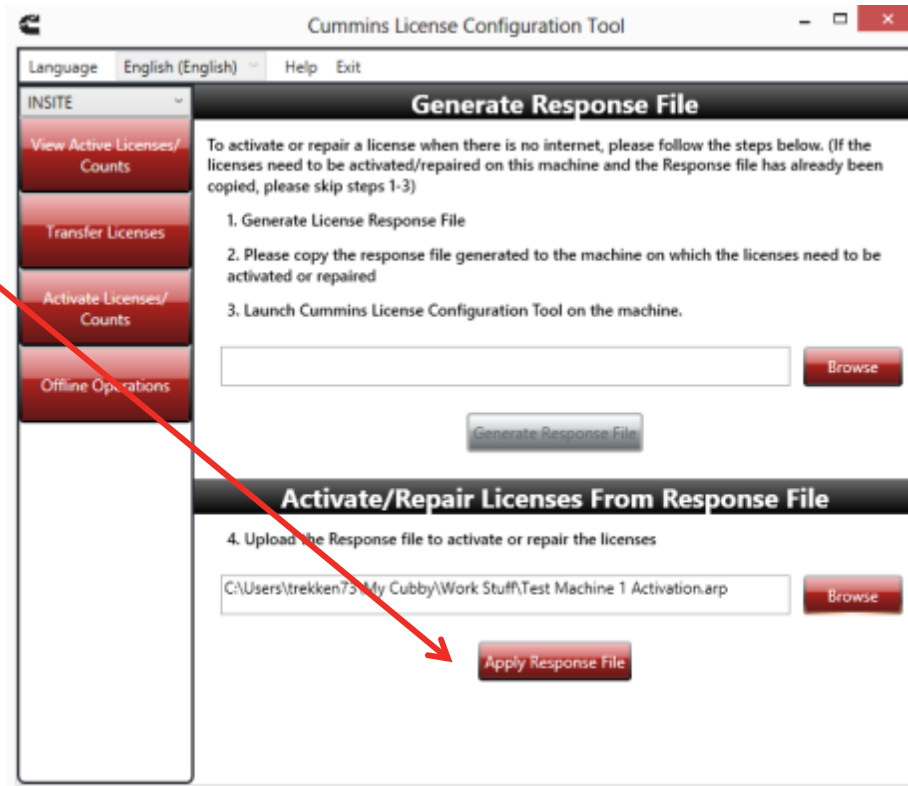 Cummins License Configuration Tool
Language English (English) Help Exit
INSITE
View Active Licenses/
Counts
Transfer Licenses
Activate Licenses/
Counts
Offline Operations
Generate Response File
To activate or repair a license when there is no internet, please follow the steps below. (If the
licenses need to be activated/repaired on this machine and the Response file has already been
copied, please skip steps 1-3)
1. Generate License Response File
2. Please copy the response file generated to the machine on which the licenses need to be
activated or repaired
3. Launch Cummins License Configuration Tool on the machine.
Browse
Generate Response File
Activate/Repair Licenses From Response File
4. Upload the Response file to activate or repair the licenses
C:\Users\trekken73\My Cubby\Work Stuff\Test Machine 1 Activation.arp
Browse
Apply Response File